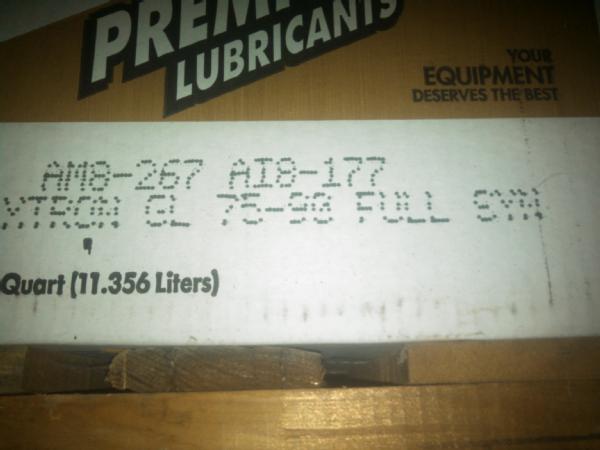 LUBRICANTS
YOUR
EQUIPMENT
DESERVES THE BEST
AM8-267 AI8-177
YTRON GL 75-90 FULL SYN
Quart (11.356 Liters)